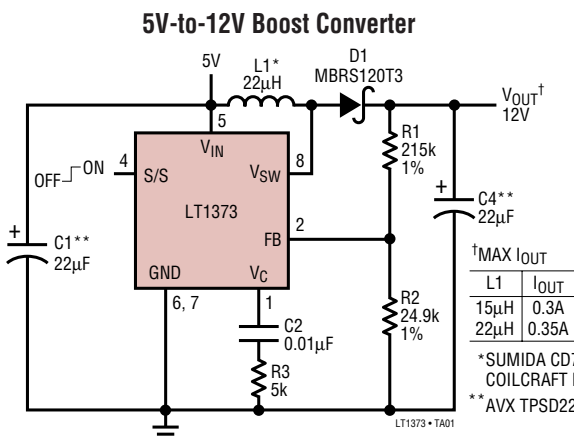 5V-to-12V Boost Converter
5V
L1*
22µH
D1
MBRS120T3
VOUT†
12V
5
VIN
4
S/S
OFF
ON
VSW
8
LT1373
FB
2
GND
VC
6, 7
1
R1
215k
1%
+
C4**
22µF
+
C1**
22µF
C2
0.01µF
R3
5k
R2
24.9k
1%
†MAX IOUT
L1 IOUT
15µH 0.3A
22µH 0.35A
*SUMIDA
COILCRAFT
**AVX
LT1373 • TA01